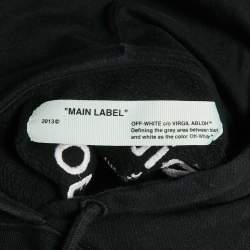 "MAIN LABEL"
2013©
OFF-WHITE c/o VIRGIL ABLOH™
Defining the grey area between black
and white as the color Off-White™